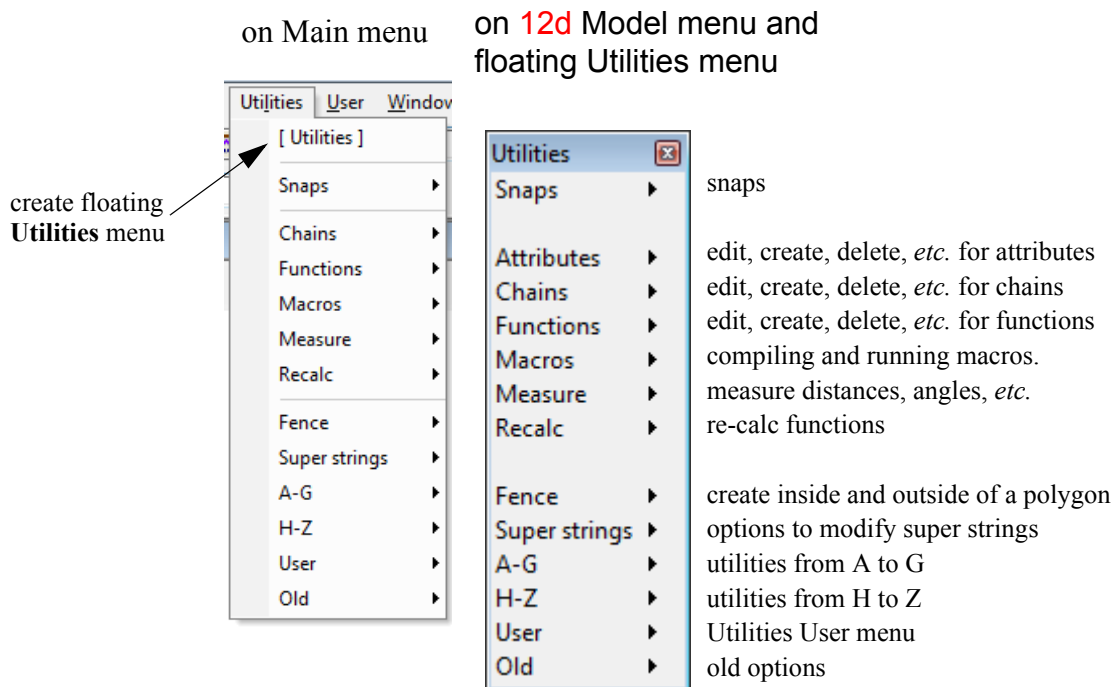 on Main menu
on 12d Model menu and
floating Utilities menu
Utilities User Window
[ Utilities ]
Snaps
Chains
Functions
Macros
Measure
Recalc
Fence
Super strings
A-G
H-Z
User
Old
create floating
Utilities menu
Utilities
Snaps snaps
Attributes edit, create, delete, etc. for attributes
Chains edit, create, delete, etc. for chains
Functions edit, create, delete, etc. for functions
Macros compiling and running macros.
Measure measure distances, angles, etc.
Recalc re-calc functions
Fence create inside and outside of a polygon
Super strings options to modify super strings
A-G utilities from A to G
H-Z utilities from H to Z
User Utilities User menu
Old old options